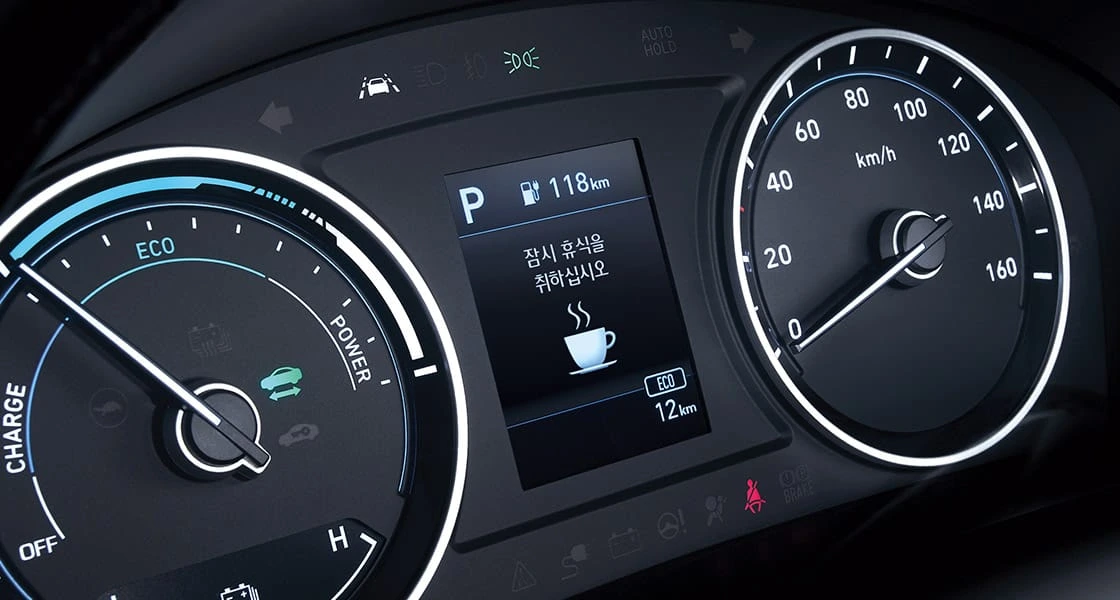 AUTO
HOLD
P
118km
잠시 휴식을
취하십시오
ECO
12km
ECO
POWER
CHARGE
OFF
H
0
20
40
60
80
100
120
140
160
km/h
BRAKE